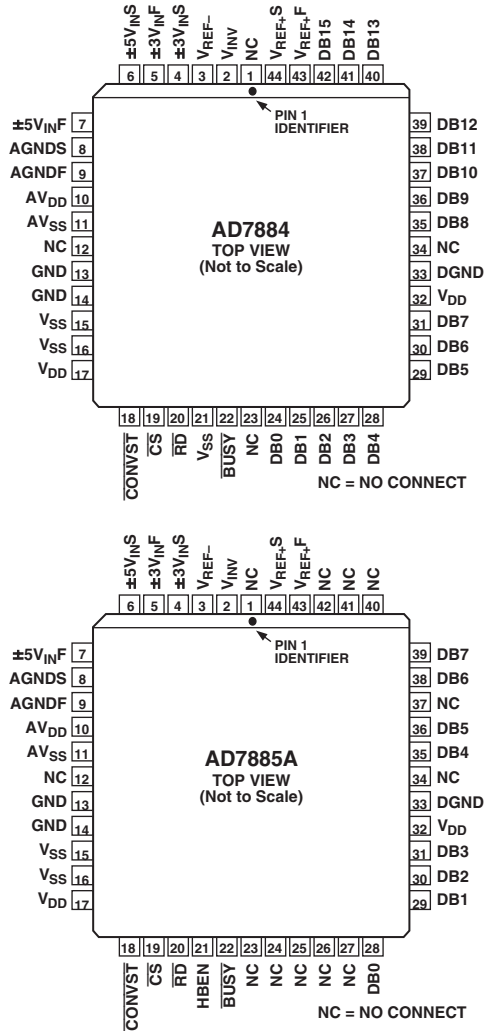 ±5VINS ±3VINF ±3VINS VREF– VINV NC VREF+S VREF+F DB15 DB14 DB13
6 5 4 3 2 1 44 43 42 41 40
PIN 1
IDENTIFIER
±5VINF 7
AGNDS 8
AGNDF 9
AVDD 10
AVSS 11
NC 12
GND 13
GND 14
VSS 15
VSS 16
VDD 17
AD7884
TOP VIEW
(Not to Scale)
39 DB12
38 DB11
37 DB10
36 DB9
35 DB8
34 NC
33 DGND
32 VDD
31 DB7
30 DB6
29 DB5
18 19 20 21 22 23 24 25 26 27 28
CONVST CS RD VSS BUSY NC DB0 DB1 DB2 DB3 DB4
NC = NO CONNECT
±5VINS ±3VINF ±3VINS VREF– VINV NC VREF+S VREF+F NC NC NC
6 5 4 3 2 1 44 43 42 41 40
PIN 1
IDENTIFIER
±5VINF 7
AGNDS 8
AGNDF 9
AVDD 10
AVSS 11
NC 12
GND 13
GND 14
VSS 15
VSS 16
VDD 17
AD7885A
TOP VIEW
(Not to Scale)
39 DB7
38 DB6
37 NC
36 DB5
35 DB4
34 NC
33 DGND
32 VDD
31 DB3
30 DB2
29 DB1
18 19 20 21 22 23 24 25 26 27 28
CONVST CS RD HBEN BUSY NC NC NC NC NC DB0
NC = NO CONNECT